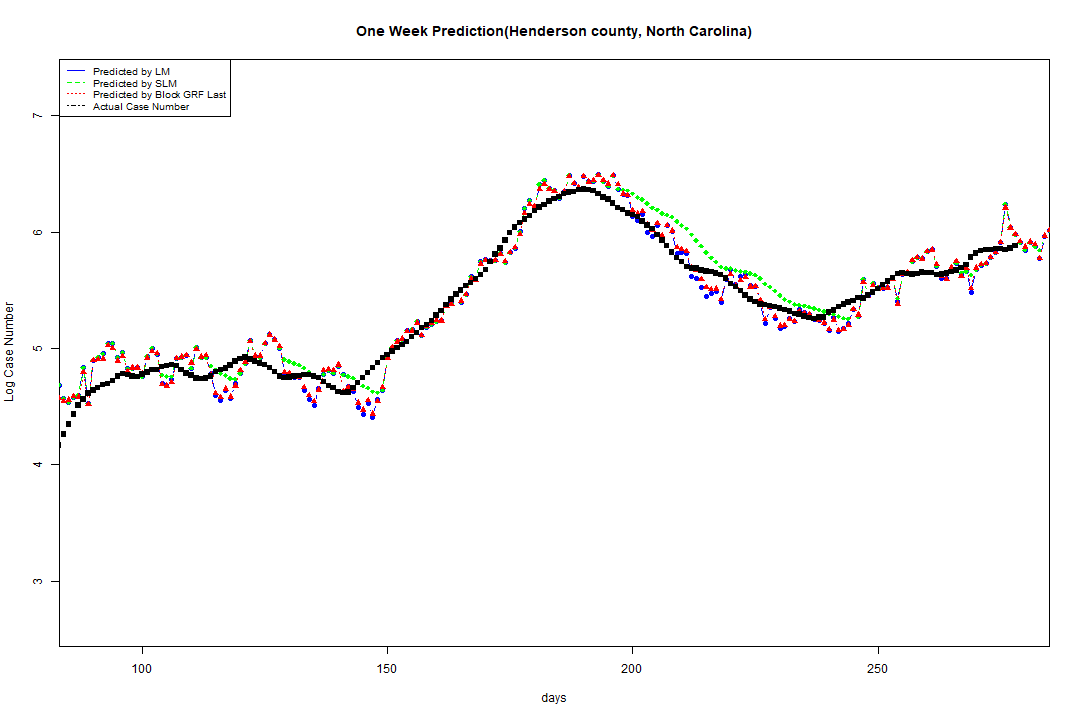 One Week Prediction(Henderson county, North Carolina)
Predicted by LM
Predicted by SLM
Predicted by Block GRF Last
Actual Case Number
7
6
5
4
3
Log Case Number
100 150 200 250
days